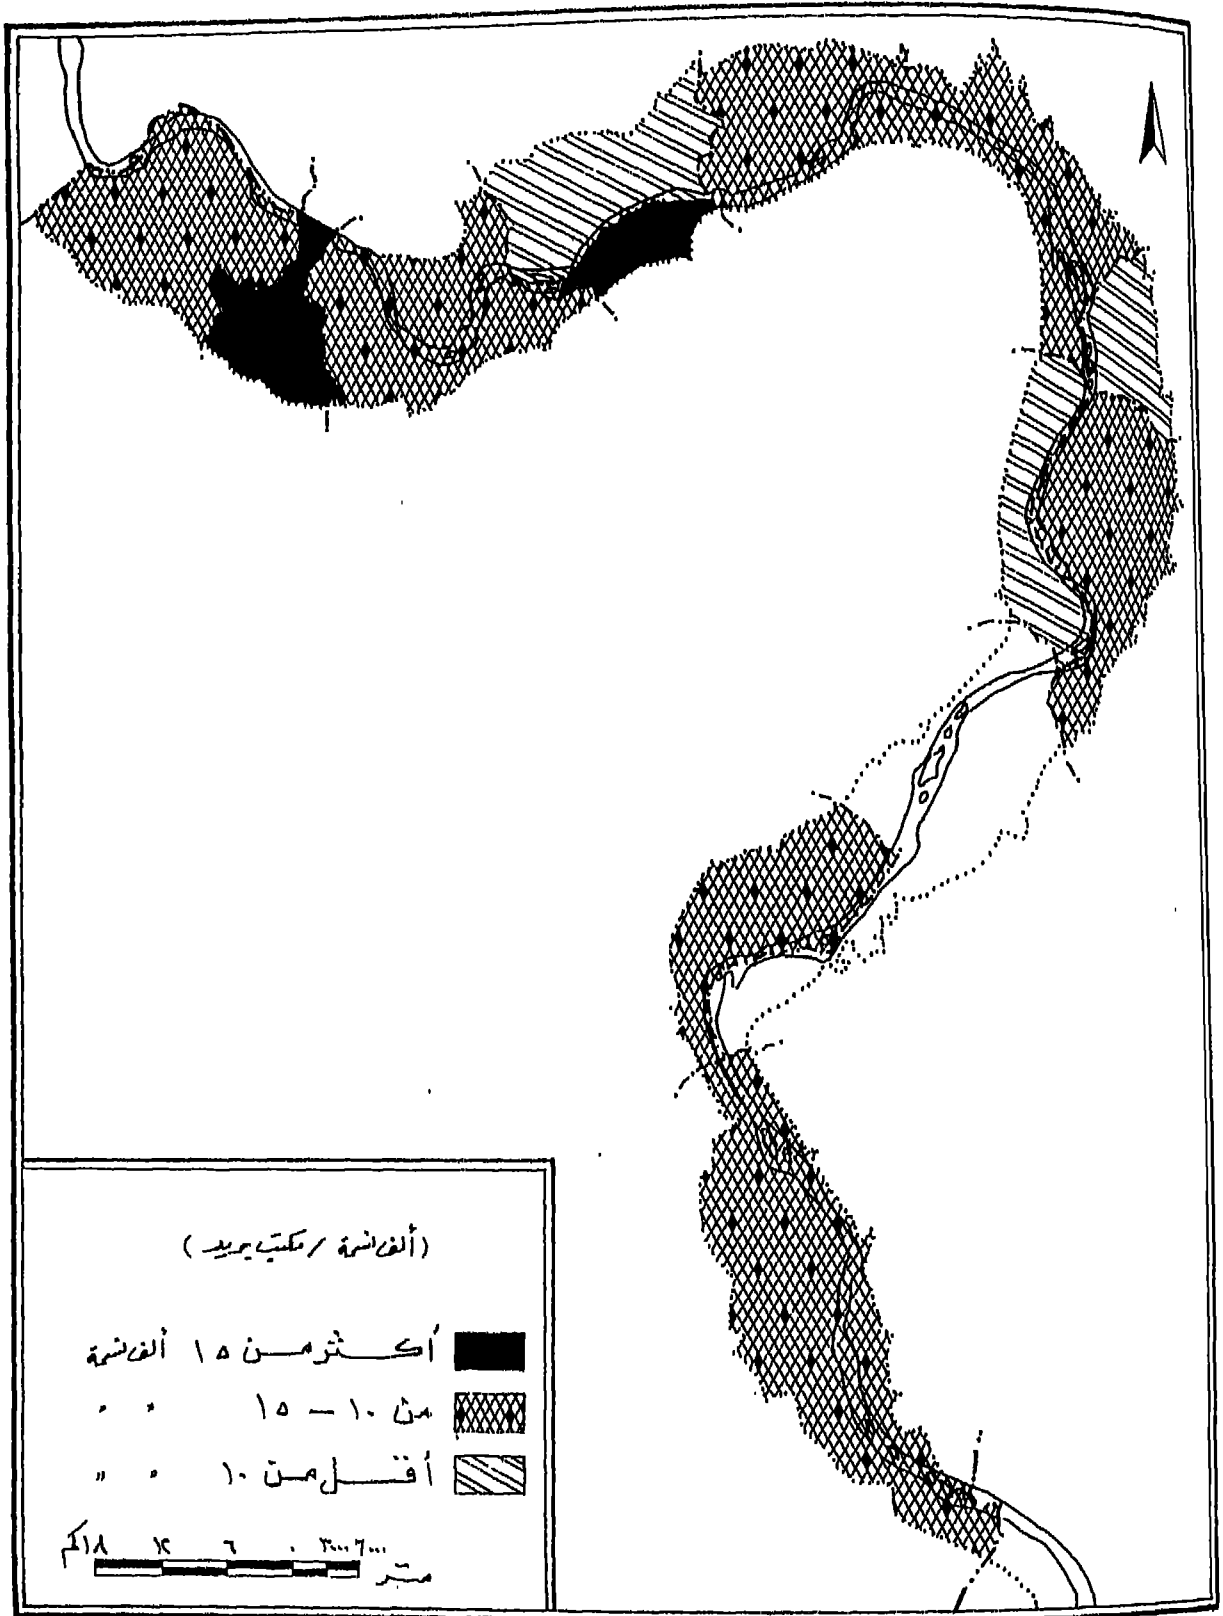 (ألف نسمة / مكتب بريد)
أكثر من ١٥ ألف نسمة
من ١٠ – ١٥ 〃 〃
أقل من ١٠ 〃 〃
١٨كم ١٢ ٦ ٠ ٣٠٠٠ ٦٠٠٠
متر